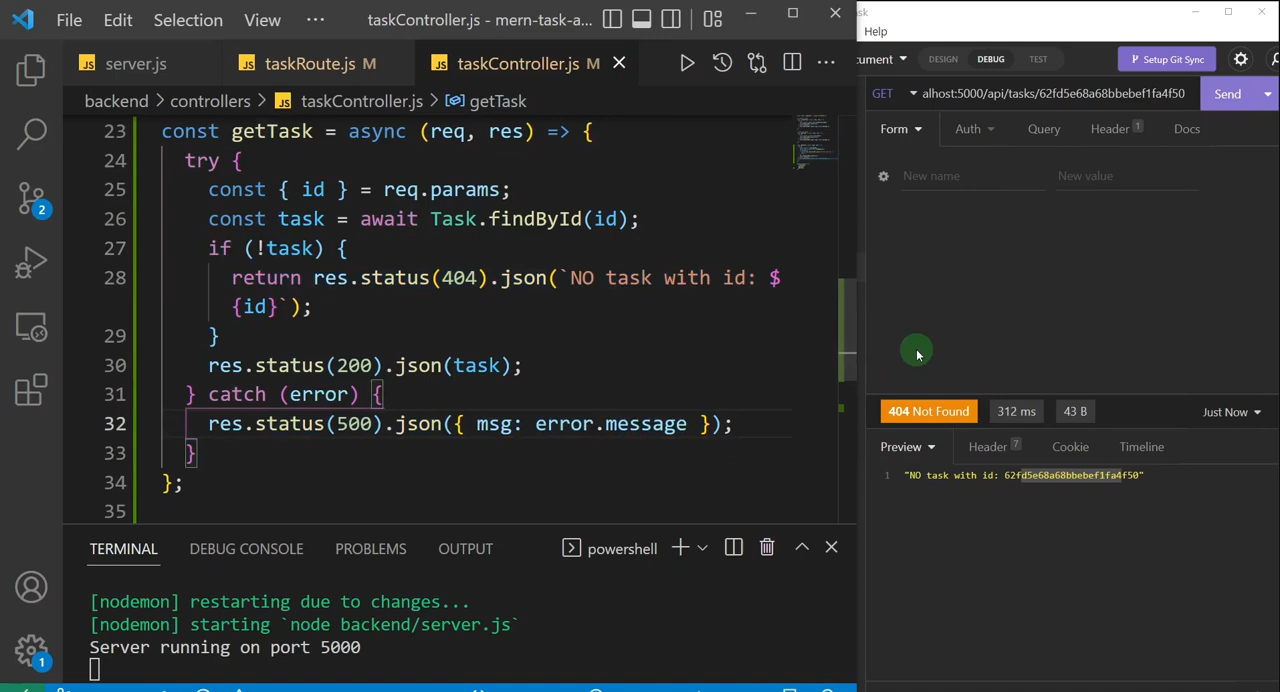 File Edit Selection View ··· taskController.js - mern-task-a...
server.js taskRoute.js M taskController.js M
backend > controllers > taskController.js > getTask
23 const getTask = async (req, res) => {
24 try {
25 const { id } = req.params;
26 const task = await Task.findById(id);
27 if (!task) {
28 return res.status(404).json(`NO task with id: $
{id}`);
29 }
30 res.status(200).json(task);
31 } catch (error) {
32 res.status(500).json({ msg: error.message });
33 }
34 };
35
2
1
TERMINAL DEBUG CONSOLE PROBLEMS OUTPUT powershell
[nodemon] restarting due to changes...
[nodemon] starting `node backend/server.js`
Server running on port 5000
Help
cument DESIGN DEBUG TEST Setup Git Sync
GET alhost:5000/api/tasks/62fd5e68a68bbebef1fa4f50 Send
Form Auth Query Header 1 Docs
New name New value
404 Not Found 312 ms 43 B Just Now
Preview Header 7 Cookie Timeline
1 "NO task with id: 62fd5e68a68bbebef1fa4f50"